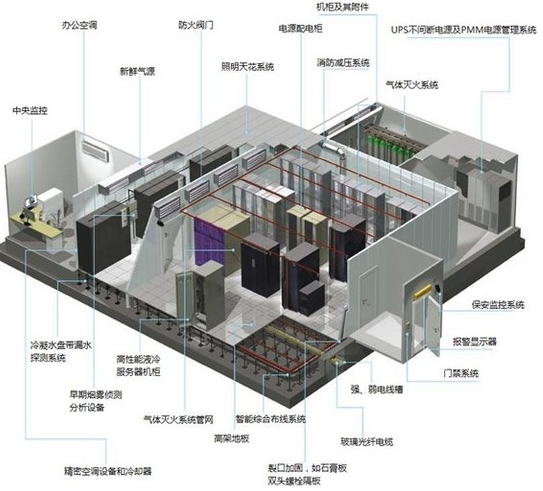 机柜及其附件
办公空调
防火阀门
电源配电柜
UPS不间断电源及PMM电源管理系统
新鲜气源
照明天花系统
消防减压系统
气体灭火系统
中央监控
保安监控系统
冷凝水盘带漏水
探测系统
高性能液冷
服务器机柜
报警显示器
门禁系统
早期烟雾侦测
分析设备
气体灭火系统管网
智能综合布线系统
强、弱电线槽
高架地板
玻璃光纤电缆
精密空调设备和冷却器
裂口加固，如石膏板
双头螺栓隔板